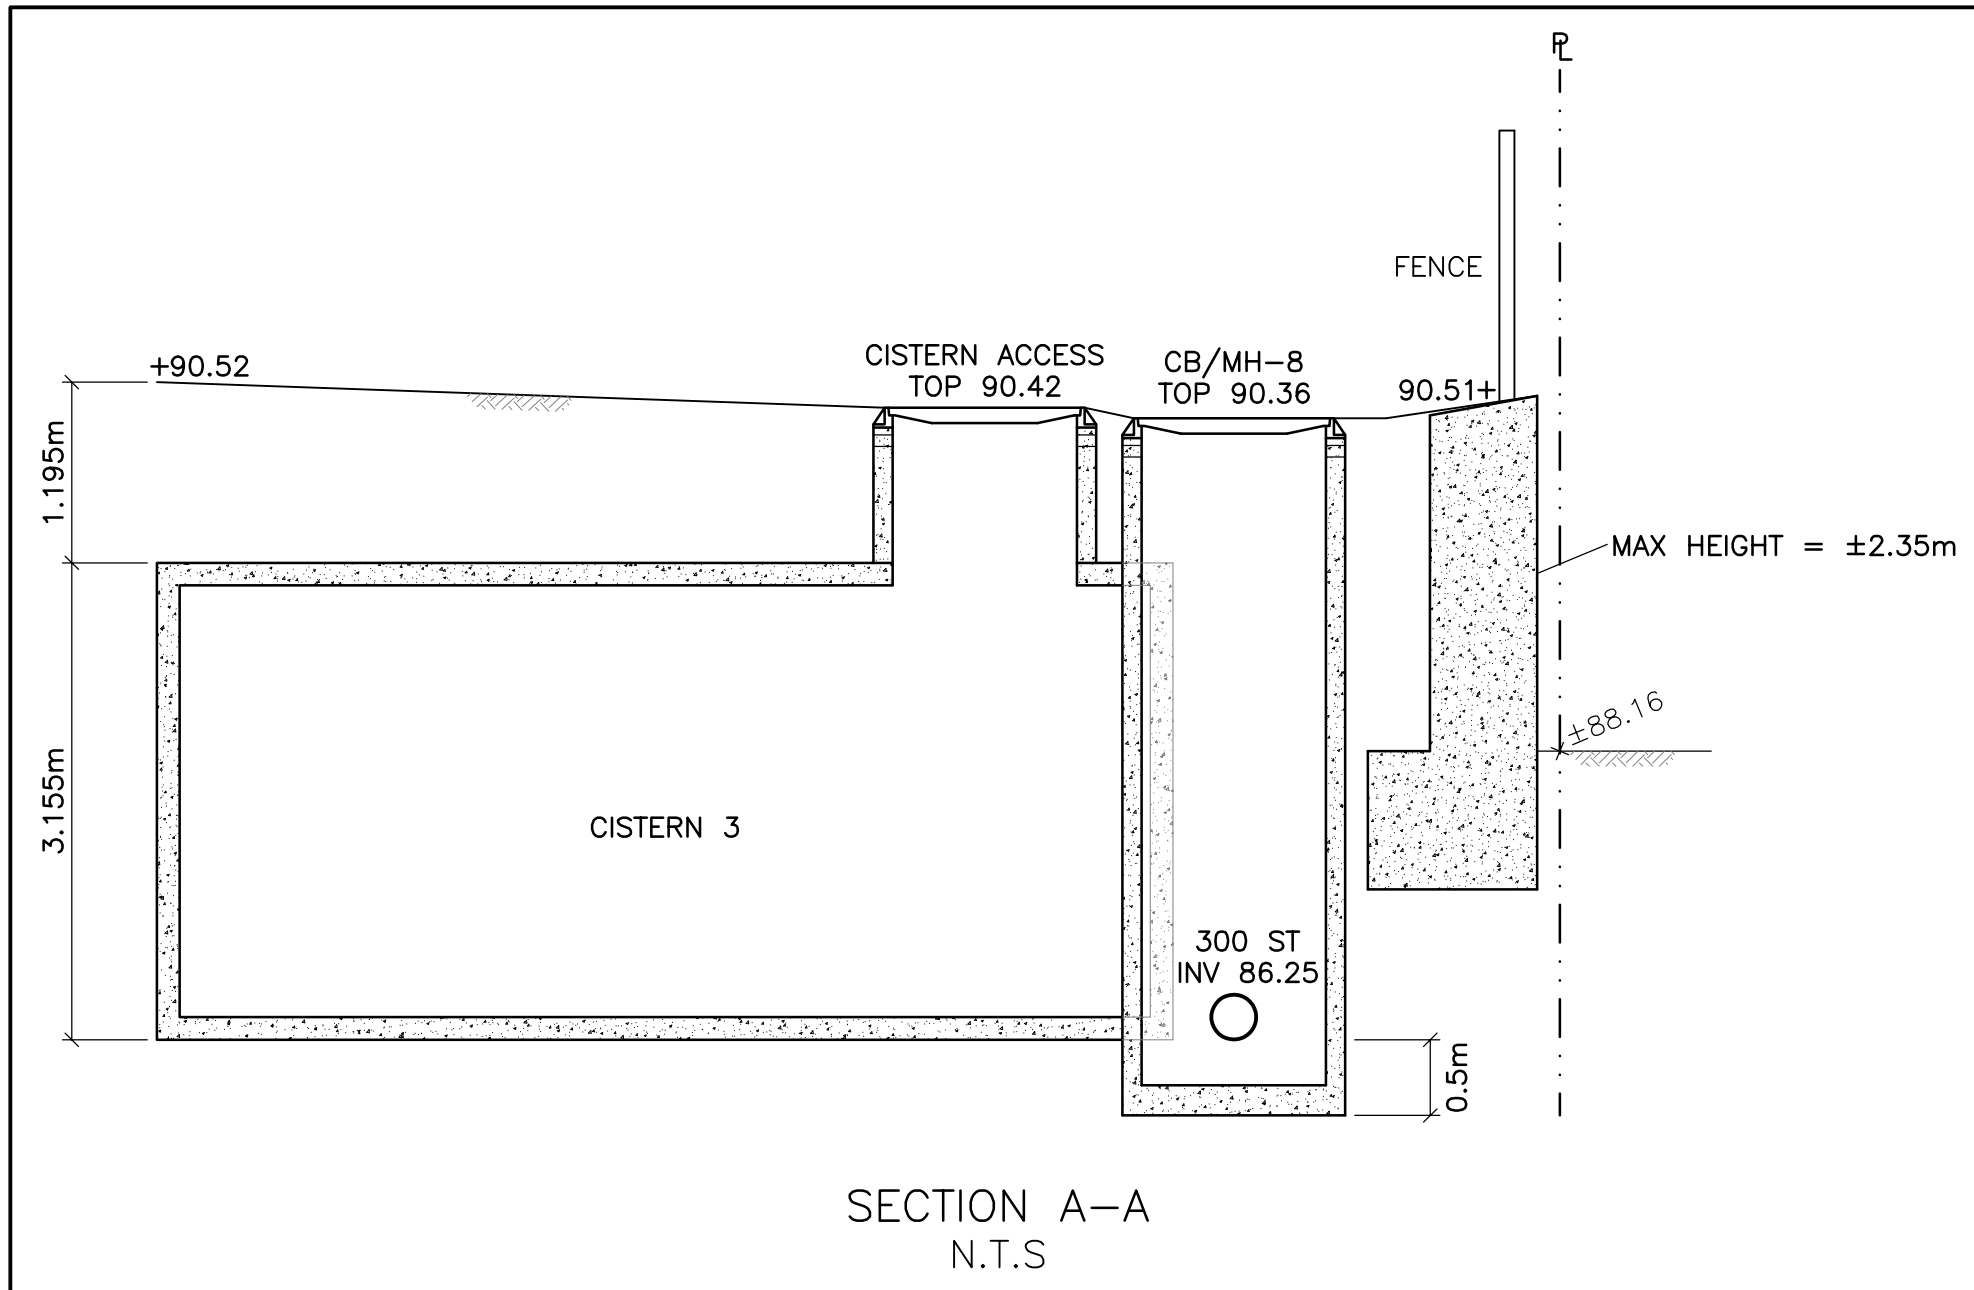 PL
FENCE
+90.52
CISTERN ACCESS
TOP 90.42
CB/MH-8
TOP 90.36
90.51+
1.195m
MAX HEIGHT = ±2.35m
±88.16
3.155m
CISTERN 3
300 ST
INV 86.25
0.5m
SECTION A-A
N.T.S